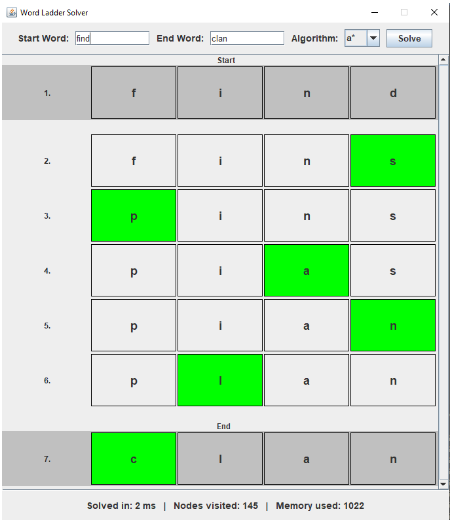 Word Ladder Solver
Start Word: find End Word: clan Algorithm: a* Solve
Start
1. f i n d
2. f i n s
3. p i n s
4. p i a s
5. p i a n
6. p l a n
End
7. c l a n
Solved in: 2 ms | Nodes visited: 145 | Memory used: 1022